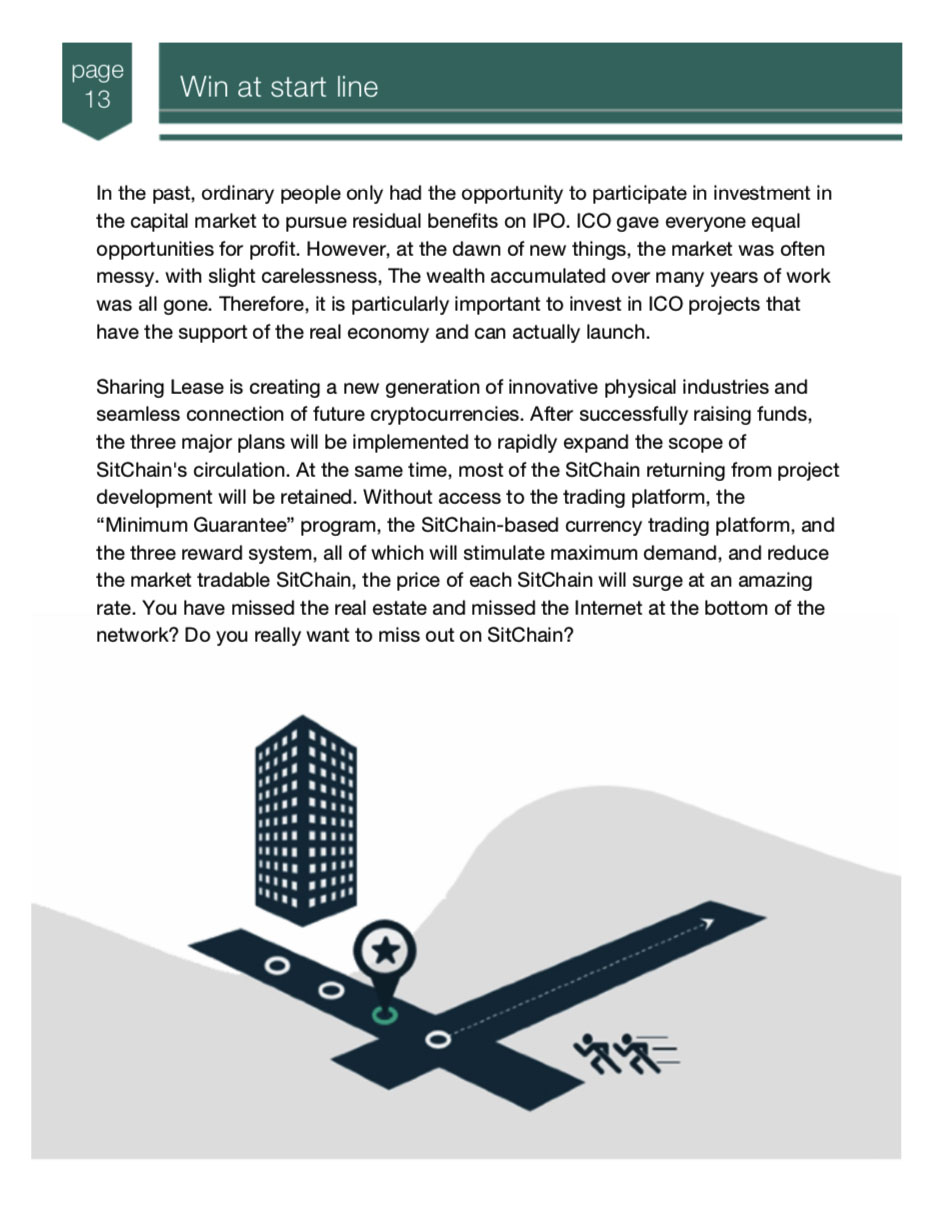 page
13
Win at start line
In the past, ordinary people only had the opportunity to participate in investment in
the capital market to pursue residual benefits on IPO. ICO gave everyone equal
opportunities for profit. However, at the dawn of new things, the market was often
messy. with slight carelessness, The wealth accumulated over many years of work
was all gone. Therefore, it is particularly important to invest in ICO projects that
have the support of the real economy and can actually launch.
Sharing Lease is creating a new generation of innovative physical industries and
seamless connection of future cryptocurrencies. After successfully raising funds,
the three major plans will be implemented to rapidly expand the scope of
SitChain's circulation. At the same time, most of the SitChain returning from project
development will be retained. Without access to the trading platform, the
“Minimum Guarantee” program, the SitChain-based currency trading platform, and
the three reward system, all of which will stimulate maximum demand, and reduce
the market tradable SitChain, the price of each SitChain will surge at an amazing
rate. You have missed the real estate and missed the Internet at the bottom of the
network? Do you really want to miss out on SitChain?